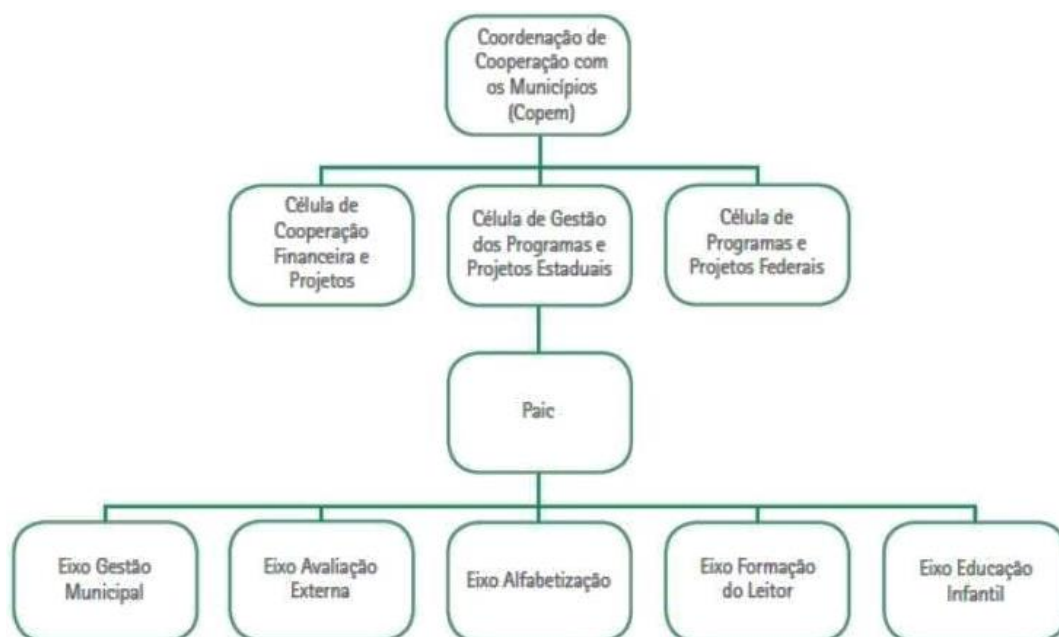 Coordenação de
Cooperação com
os Municípios
(Copem)
Célula de
Cooperação
Financeira e
Projetos
Célula de Gestão
dos Programas e
Projetos Estaduais
Célula de
Programas e
Projetos Federais
Paic
Eixo Gestão
Municipal
Eixo Avaliação
Externa
Eixo Alfabetização
Eixo Formação
do Leitor
Eixo Educação
Infantil